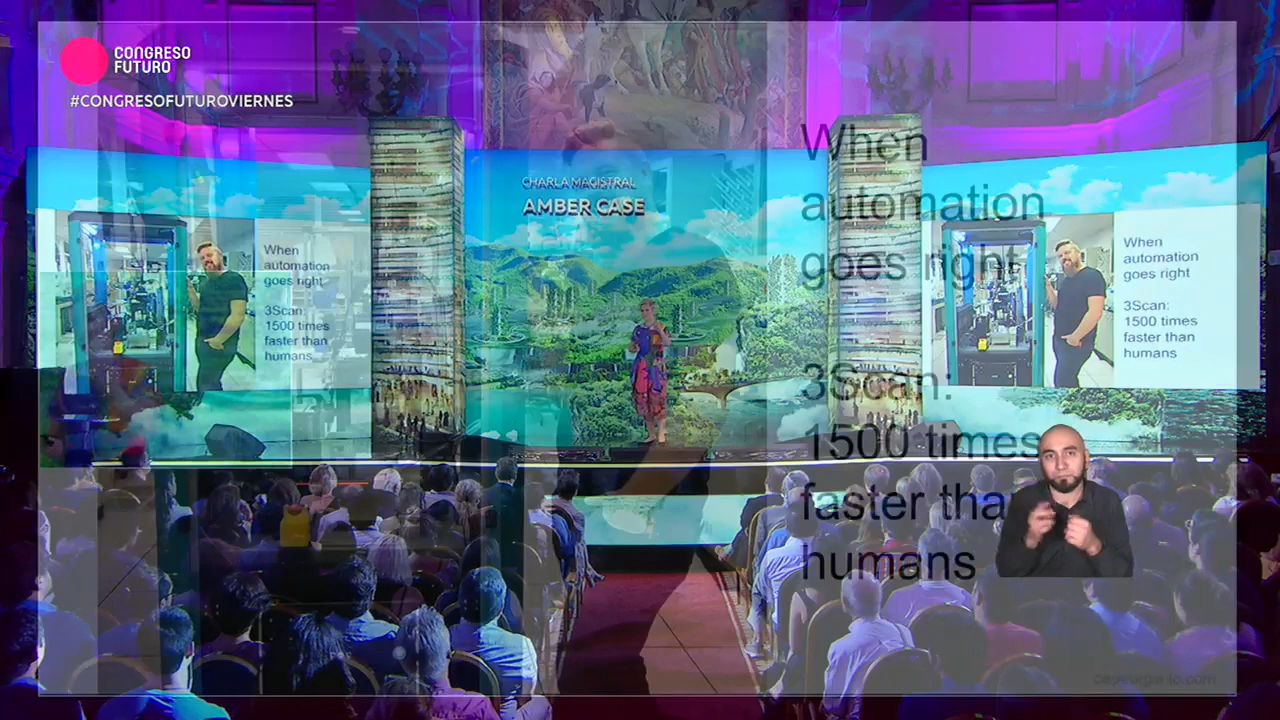 CONGRESO
FUTURO
#CONGRESOFUTUROVIERNES
CHARLA MAGISTRAL
AMBER CASE
When
automation
goes right
3Scan:
1500 times
faster than
humans
When
automation
goes right
3Scan:
1500 times
faster tha
humans
When
automation
goes right
3Scan:
1500 times
faster than
humans